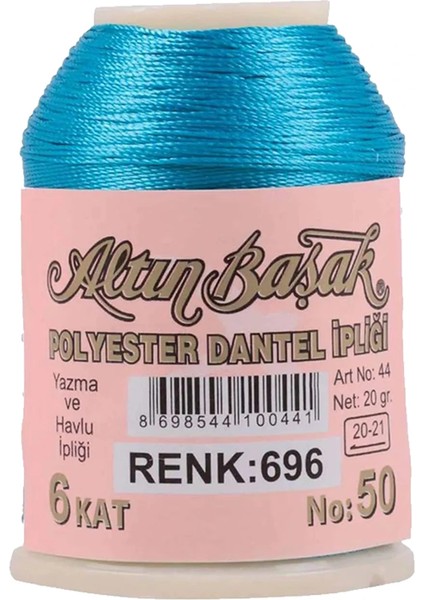 Altın Başak®
POLYESTER DANTEL İPLİĞİ
Yazma
ve
Havlu
İpliği
8 698544 100441
Art No: 44
Net: 20 gr.
20-21
RENK:696
6 KAT
No: 50